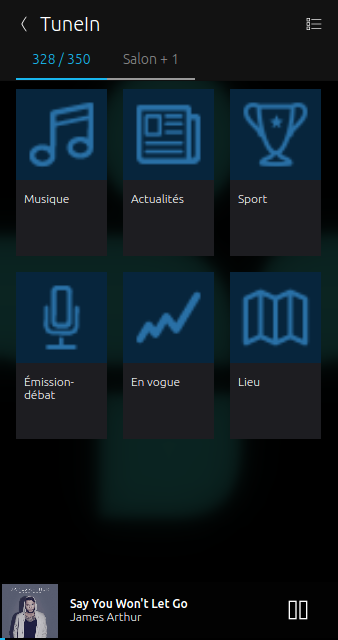 TuneIn
328 / 350
Salon + 1
Musique
Actualités
Sport
Émission-
débat
En vogue
Lieu
Say You Won't Let Go
James Arthur